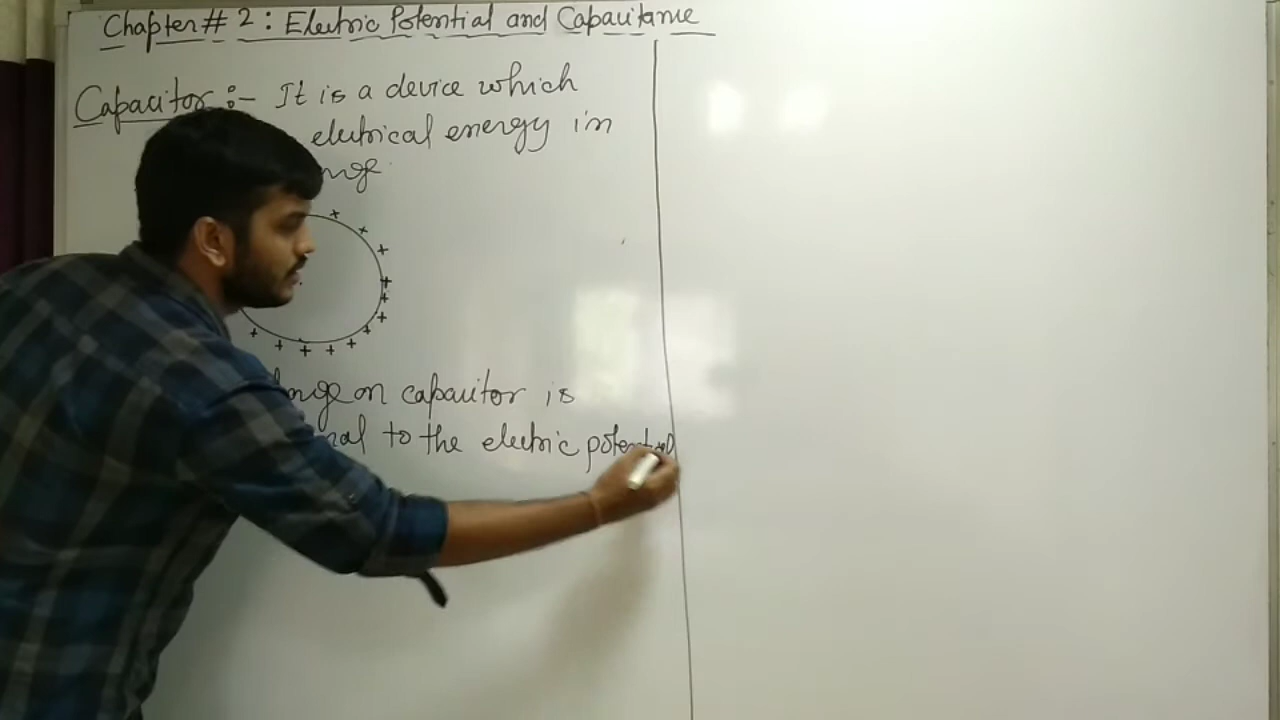 Chapter # 2 : Electric Potential and Capacitance
Capacitor :- It is a device which
electrical energy in
+ + + + + + + + + + + + +
on capacitor is
to the electric potential